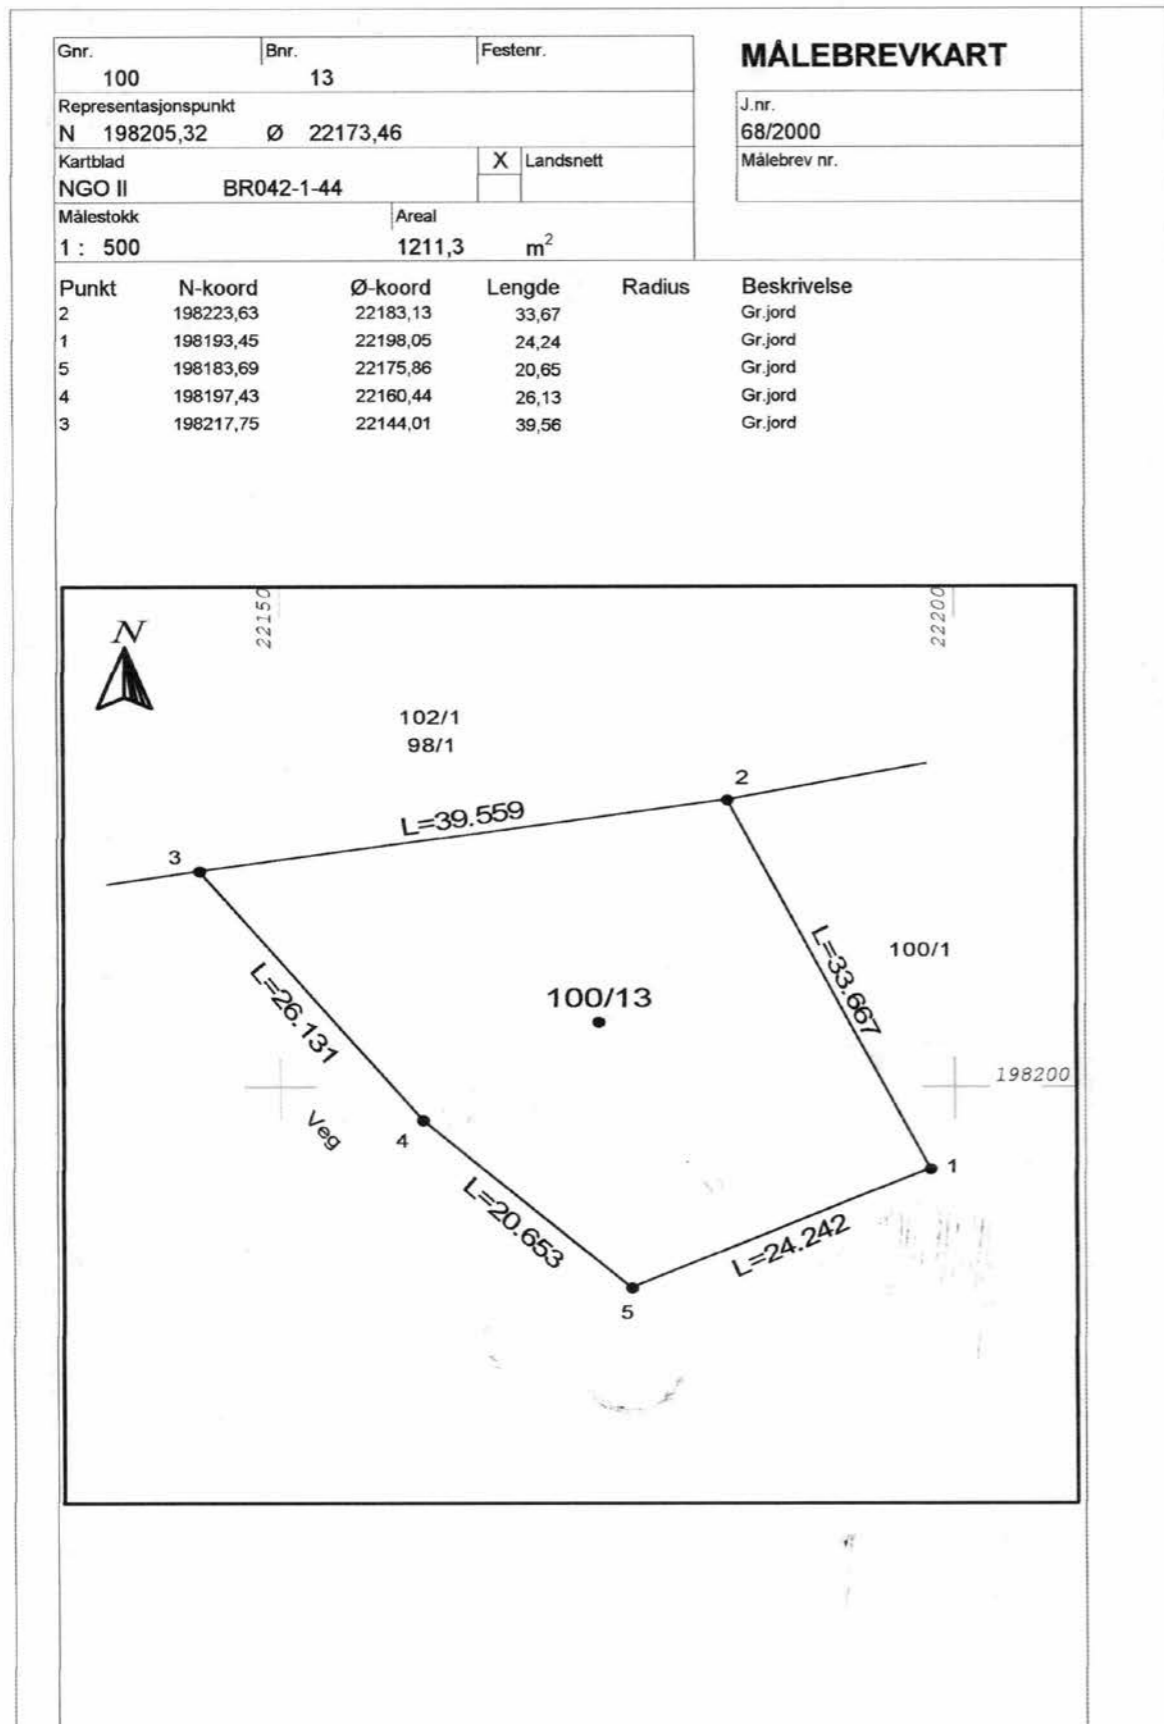 Gnr. Bnr. Festenr. MÅLEBREVKART
100 13
Representasjonspunkt J.nr.
N 198205,32 Ø 22173,46 68/2000
Kartblad X Landsnett Målebrev nr.
NGO II BR042-1-44
Målestokk Areal
1 : 500 1211,3 m²
Punkt N-koord Ø-koord Lengde Radius Beskrivelse
2 198223,63 22183,13 33,67 Gr.jord
1 198193,45 22198,05 24,24 Gr.jord
5 198183,69 22175,86 20,65 Gr.jord
4 198197,43 22160,44 26,13 Gr.jord
3 198217,75 22144,01 39,56 Gr.jord
22150 22200
N
102/1
98/1
2
L=39.559
3
L=33.667
100/1
100/13
L=26.131
198200
Veg
4
1
L=20.653
L=24.242
5